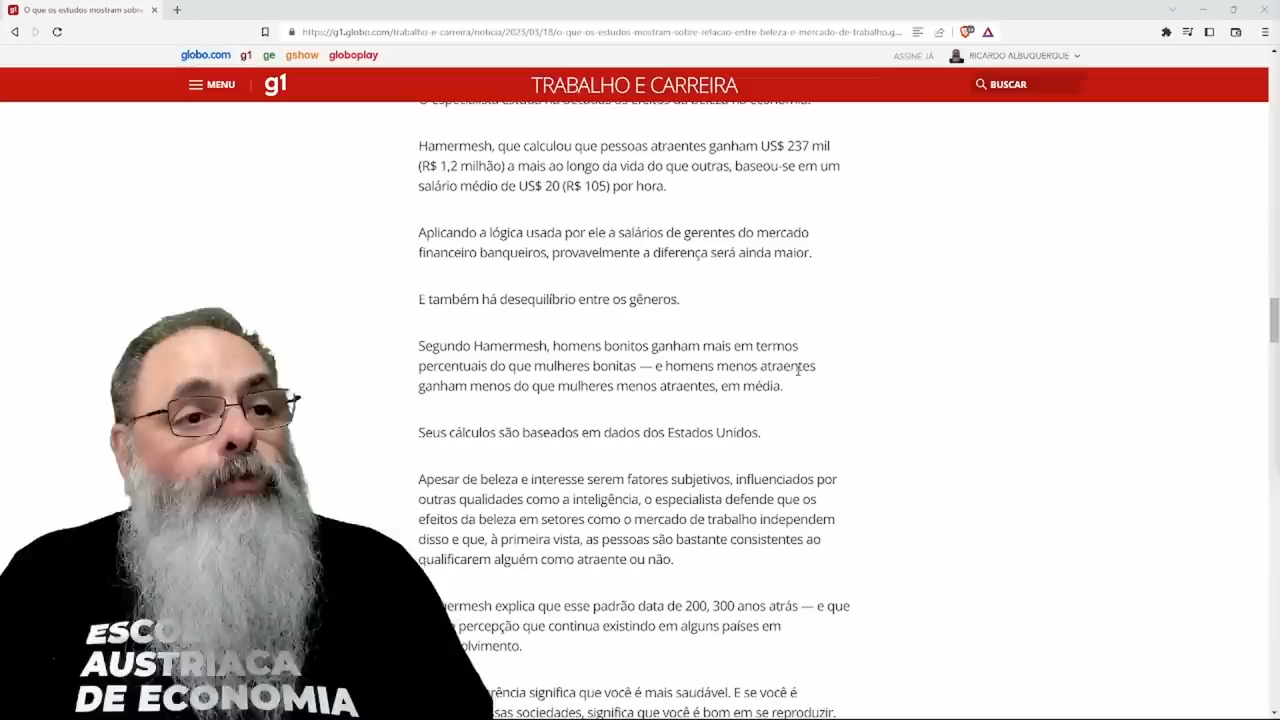 g1 O que os estudos mostram sobre
https://g1.globo.com/trabalho-e-carreira/noticia/2023/03/18/o-que-os-estudos-mostram-sobre-relacao-entre-beleza-e-mercado-de-trabalho.g...
globo.com g1 ge gshow globoplay
ASSINE JÁ RICARDO ALBUQUERQUE
MENU g1 TRABALHO E CARREIRA BUSCAR
O especialista estuda há décadas os efeitos da beleza na economia.
Hamermesh, que calculou que pessoas atraentes ganham US$ 237 mil
(R$ 1,2 milhão) a mais ao longo da vida do que outras, baseou-se em um
salário médio de US$ 20 (R$ 105) por hora.
Aplicando a lógica usada por ele a salários de gerentes do mercado
financeiro banqueiros, provavelmente a diferença será ainda maior.
E também há desequilíbrio entre os gêneros.
Segundo Hamermesh, homens bonitos ganham mais em termos
percentuais do que mulheres bonitas — e homens menos atraentes
ganham menos do que mulheres menos atraentes, em média.
Seus cálculos são baseados em dados dos Estados Unidos.
Apesar de beleza e interesse serem fatores subjetivos, influenciados por
outras qualidades como a inteligência, o especialista defende que os
efeitos da beleza em setores como o mercado de trabalho independem
disso e que, à primeira vista, as pessoas são bastante consistentes ao
qualificarem alguém como atraente ou não.
ermesh explica que esse padrão data de 200, 300 anos atrás — e que
percepção que continua existindo em alguns países em
olvimento.
rência significa que você é mais saudável. E se você é
sas sociedades, significa que você é bom em se reproduzir.
ESCO
AUSTRIACA
DE ECONOMIA